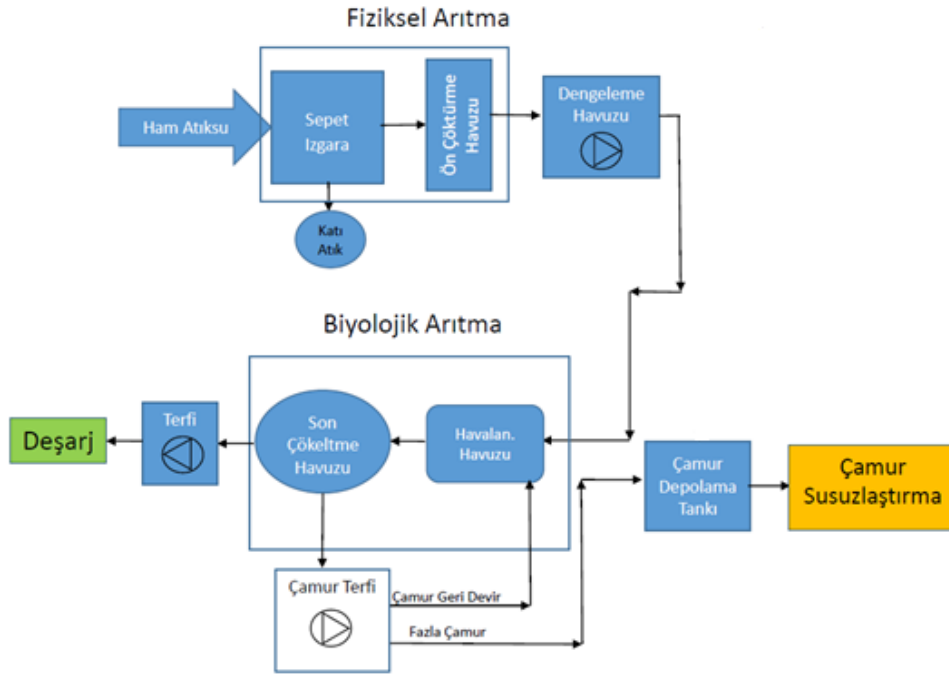 Fiziksel Arıtma
Ham Atıksu
Sepet
Izgara
Ön Çöktürme
Havuzu
Dengeleme
Havuzu
Katı
Atık
Biyolojik Arıtma
Deşarj
Terfi
Son
Çökeltme
Havuzu
Havalan.
Havuzu
Çamur
Depolama
Tankı
Çamur
Susuzlaştırma
Çamur Terfi
Çamur Geri Devir
Fazla Çamur